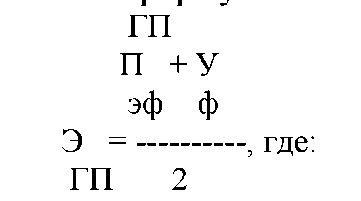 ГП
П + У
эф ф
Э = ----------, где:
ГП 2